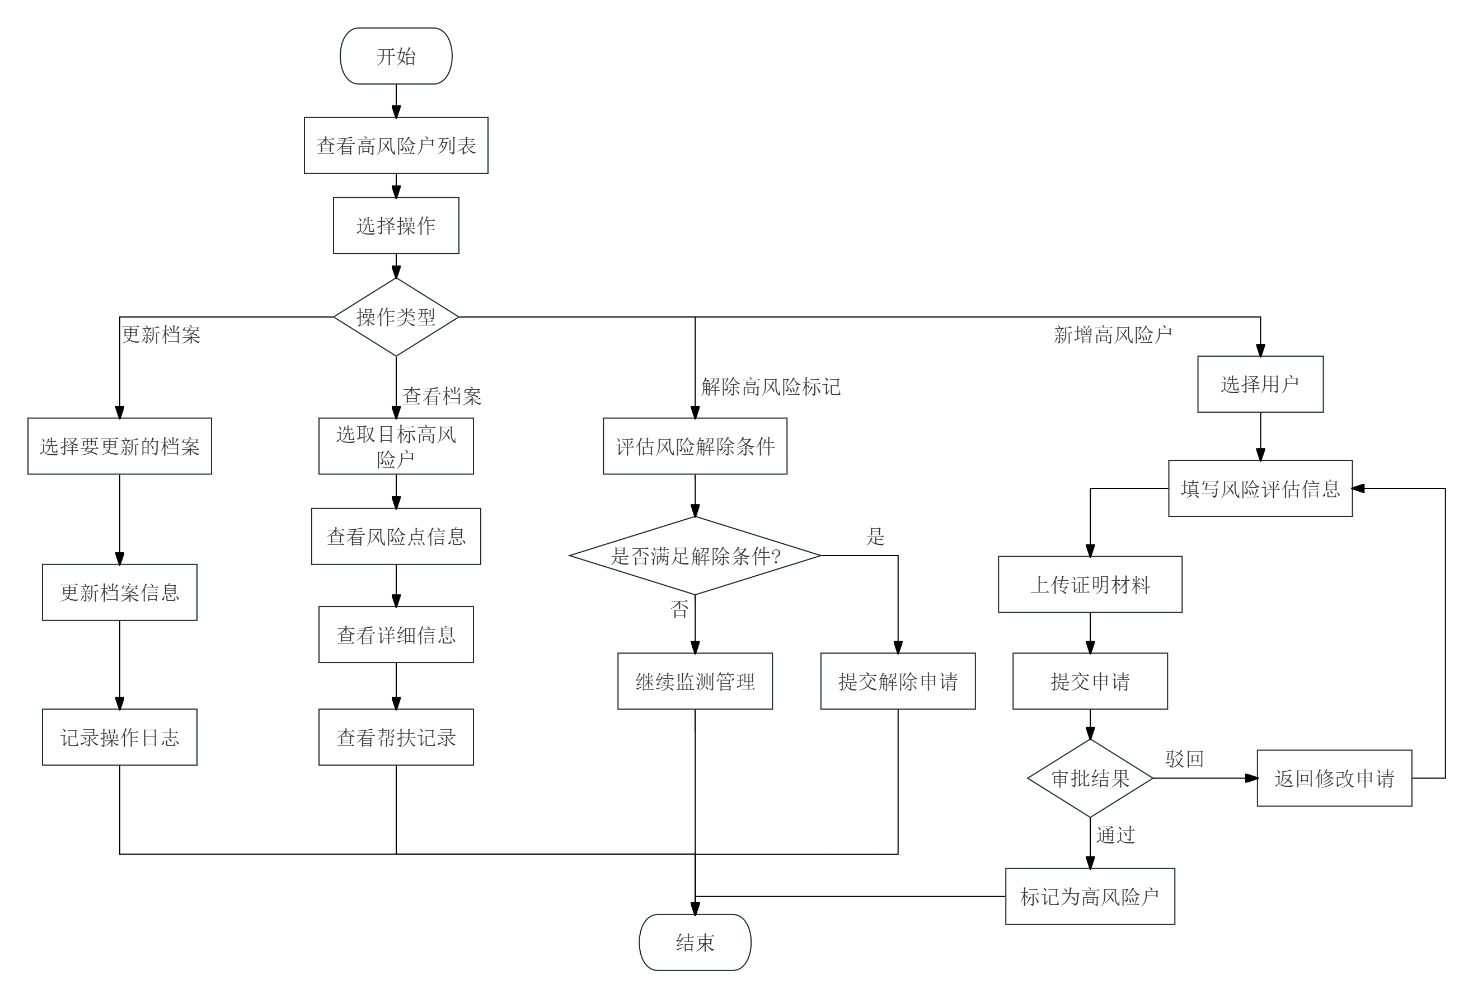 开始
查看高风险户列表
选择操作
操作类型
更新档案
新增高风险户
查看档案
解除高风险标记
选择用户
选择要更新的档案
选取目标高风
险户
评估风险解除条件
填写风险评估信息
查看风险点信息
是否满足解除条件?
是
否
更新档案信息
上传证明材料
查看详细信息
继续监测管理
提交解除申请
提交申请
记录操作日志
查看帮扶记录
审批结果
驳回
返回修改申请
通过
标记为高风险户
结束